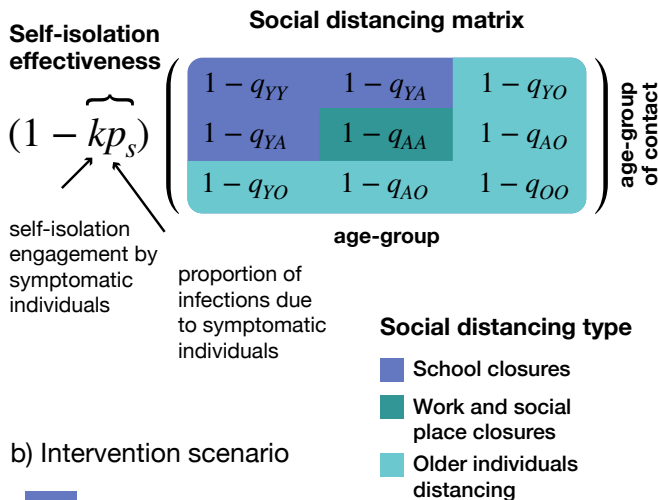 Social distancing matrix
Self-isolation
effectiveness
(1 − kpₛ)
1 − q_YY 1 − q_YA 1 − q_YO
1 − q_YA 1 − q_AA 1 − q_AO
1 − q_YO 1 − q_AO 1 − q_OO
age-group
of contact
age-group
self-isolation
engagement by
symptomatic
individuals
proportion of
infections due
to symptomatic
individuals
Social distancing type
School closures
Work and social
place closures
Older individuals
distancing
b) Intervention scenario